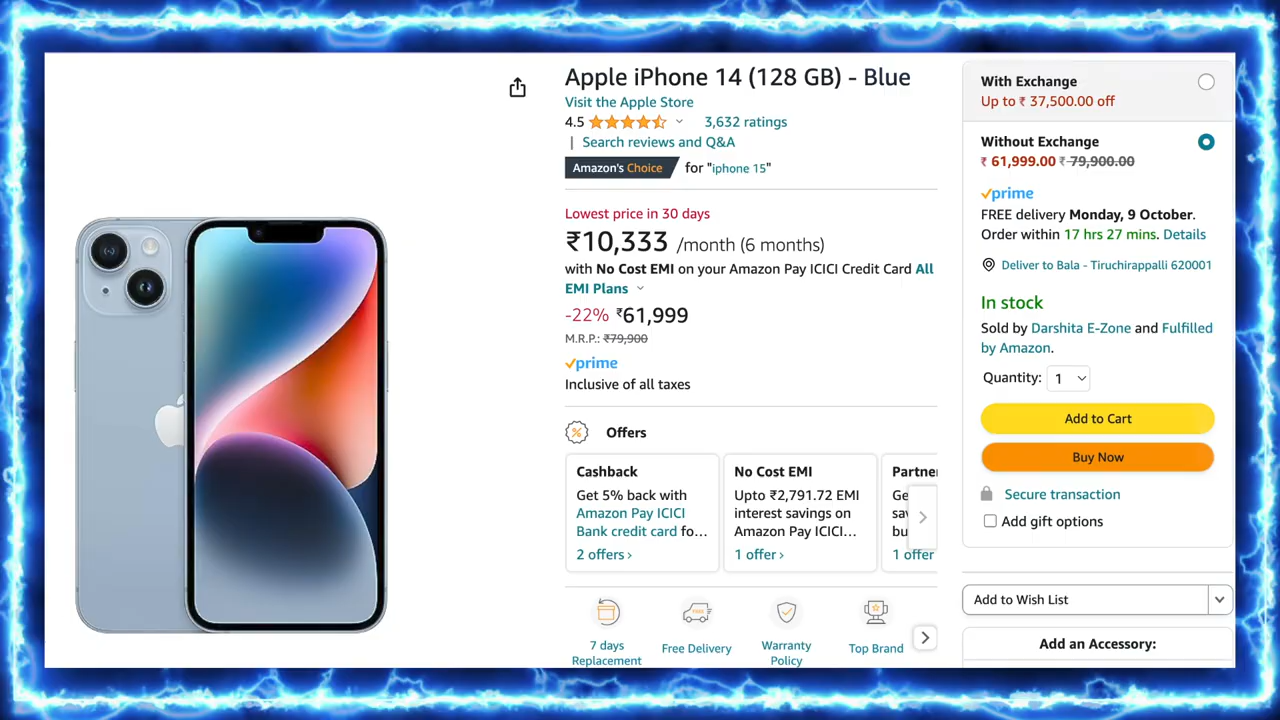 Apple iPhone 14 (128 GB) - Blue
Visit the Apple Store
4.5 3,632 ratings
| Search reviews and Q&A
Amazon's Choice for "iphone 15"
Lowest price in 30 days
₹10,333 /month (6 months)
with No Cost EMI on your Amazon Pay ICICI Credit Card All
EMI Plans
-22% ₹61,999
M.R.P.: ₹79,900
prime
Inclusive of all taxes
Offers
Cashback
Get 5% back with
Amazon Pay ICICI
Bank credit card fo...
2 offers ›
No Cost EMI
Upto ₹2,791.72 EMI
interest savings on
Amazon Pay ICIC...
1 offer ›
Partne
Ge
sav
bu
1 offer
7 days
Replacement
Free Delivery
Warranty
Policy
Top Brand
With Exchange
Up to ₹ 37,500.00 off
Without Exchange
₹ 61,999.00 ₹ 79,900.00
prime
FREE delivery Monday, 9 October.
Order within 17 hrs 27 mins. Details
Deliver to Bala - Tiruchirappalli 620001
In stock
Sold by Darshita E-Zone and Fulfilled
by Amazon.
Quantity: 1
Add to Cart
Buy Now
Secure transaction
Add gift options
Add to Wish List
Add an Accessory: